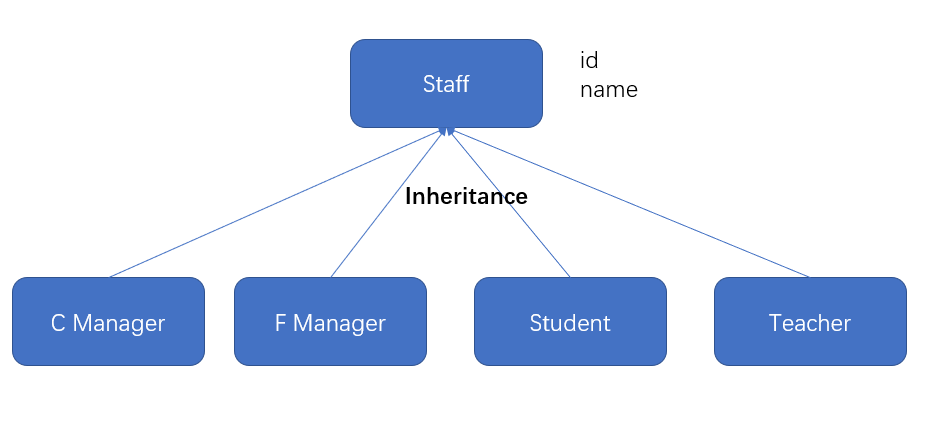 Staff
id
name
Inheritance
C Manager
F Manager
Student
Teacher